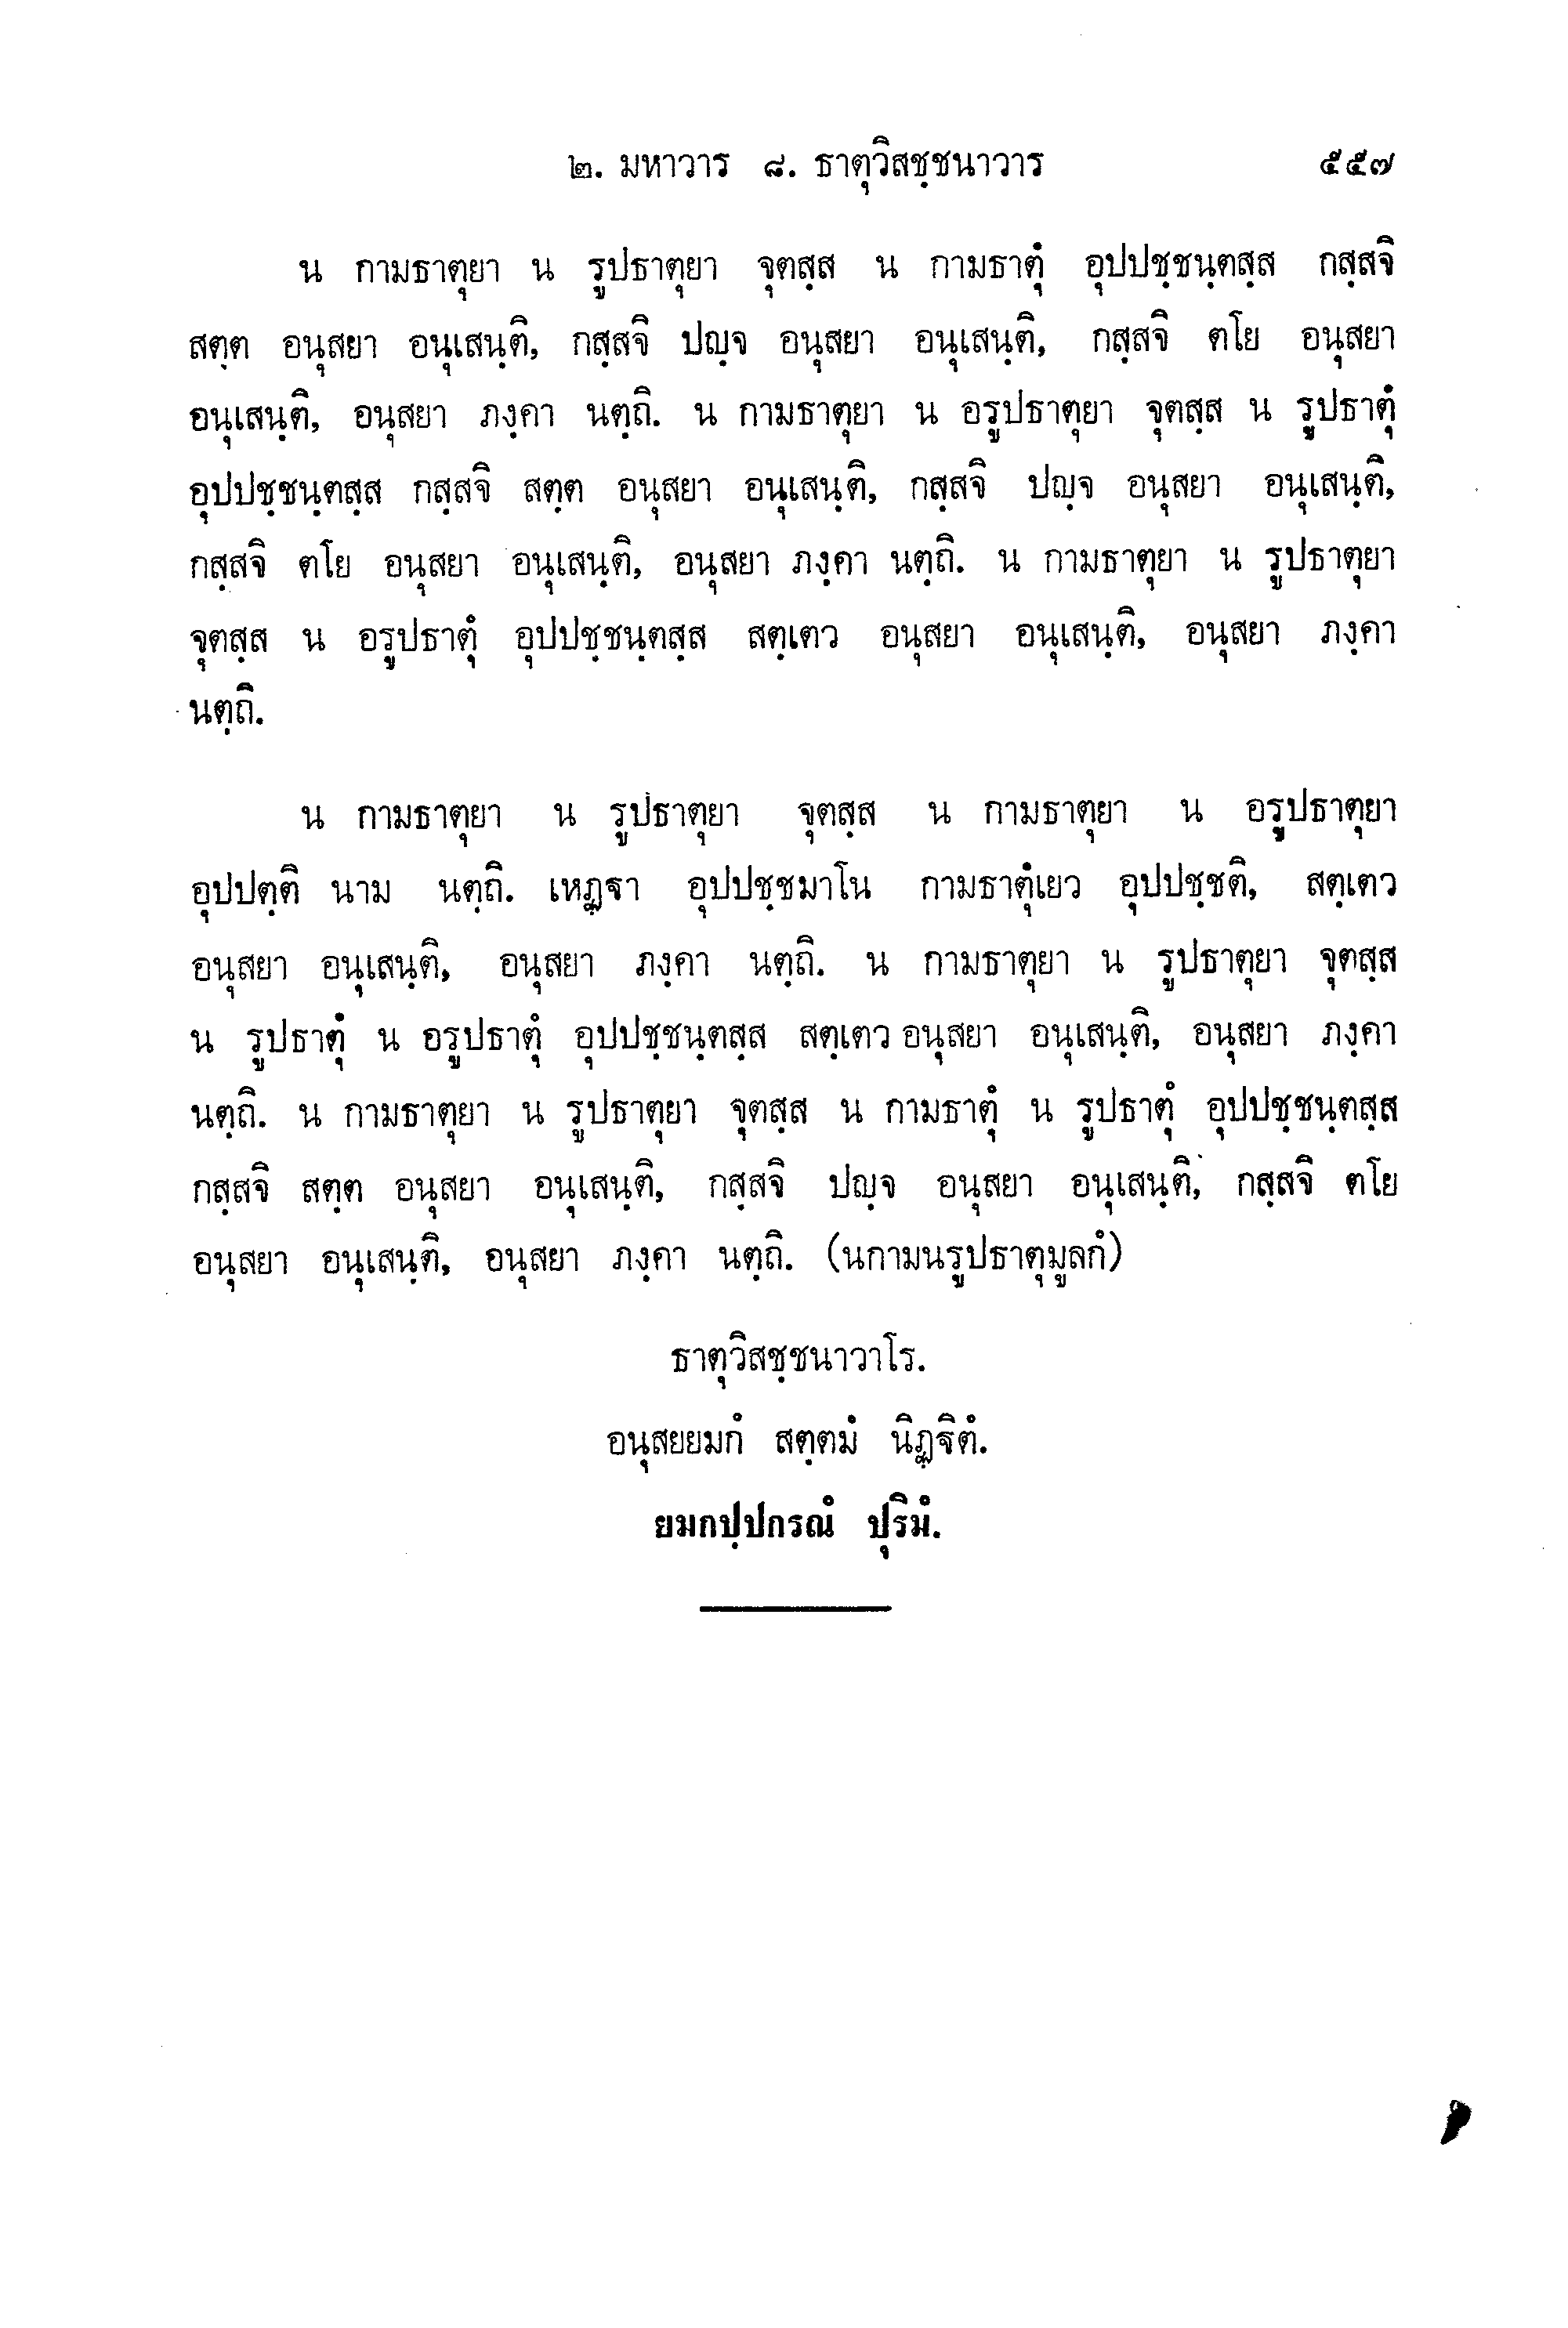 ๒. มหาวาร ๘. ธาตุวิสชฺชนาวาร ๕๕๗
น กามธาตุยา น รูปธาตุยา จุตสฺส น กามธาตุํ อุปปชฺชนฺตสฺส กสฺสจิ
สตฺต อนุสยา อนุเสนฺติ, กสฺสจิ ปญฺจ อนุสยา อนุเสนฺติ, กสฺสจิ ตโย อนุสยา
อนุเสนฺติ, อนุสยา ภงฺคา นตฺถิ. น กามธาตุยา น อรูปธาตุยา จุตสฺส น รูปธาตุํ
อุปปชฺชนฺตสฺส กสฺสจิ สตฺต อนุสยา อนุเสนฺติ, กสฺสจิ ปญฺจ อนุสยา อนุเสนฺติ,
กสฺสจิ ตโย อนุสยา อนุเสนฺติ, อนุสยา ภงฺคา นตฺถิ. น กามธาตุยา น รูปธาตุยา
จุตสฺส น อรูปธาตุํ อุปปชฺชนฺตสฺส สตฺเตว อนุสยา อนุเสนฺติ, อนุสยา ภงฺคา
นตฺถิ.
น กามธาตุยา น รูปธาตุยา จุตสฺส น กามธาตุยา น อรูปธาตุยา
อุปปตฺติ นาม นตฺถิ. เหฏฺฐา อุปปชฺชมาโน กามธาตุํเยว อุปปชฺชติ, สตฺเตว
อนุสยา อนุเสนฺติ, อนุสยา ภงฺคา นตฺถิ. น กามธาตุยา น รูปธาตุยา จุตสฺส
น รูปธาตุํ น อรูปธาตุํ อุปปชฺชนฺตสฺส สตฺเตว อนุสยา อนุเสนฺติ, อนุสยา ภงฺคา
นตฺถิ. น กามธาตุยา น รูปธาตุยา จุตสฺส น กามธาตุํ น รูปธาตุํ อุปปชฺชนฺตสฺส
กสฺสจิ สตฺต อนุสยา อนุเสนฺติ, กสฺสจิ ปญฺจ อนุสยา อนุเสนฺติ, กสฺสจิ ตโย
อนุสยา อนุเสนฺติ, อนุสยา ภงฺคา นตฺถิ. (นกามนรูปธาตุมูลกํ)
ธาตุวิสชฺชนาวาโร.
อนุสยยมกํ สตฺตมํ นิฏฺฐิตํ.
ยมกปฺปกรณํ ปุริมํ.